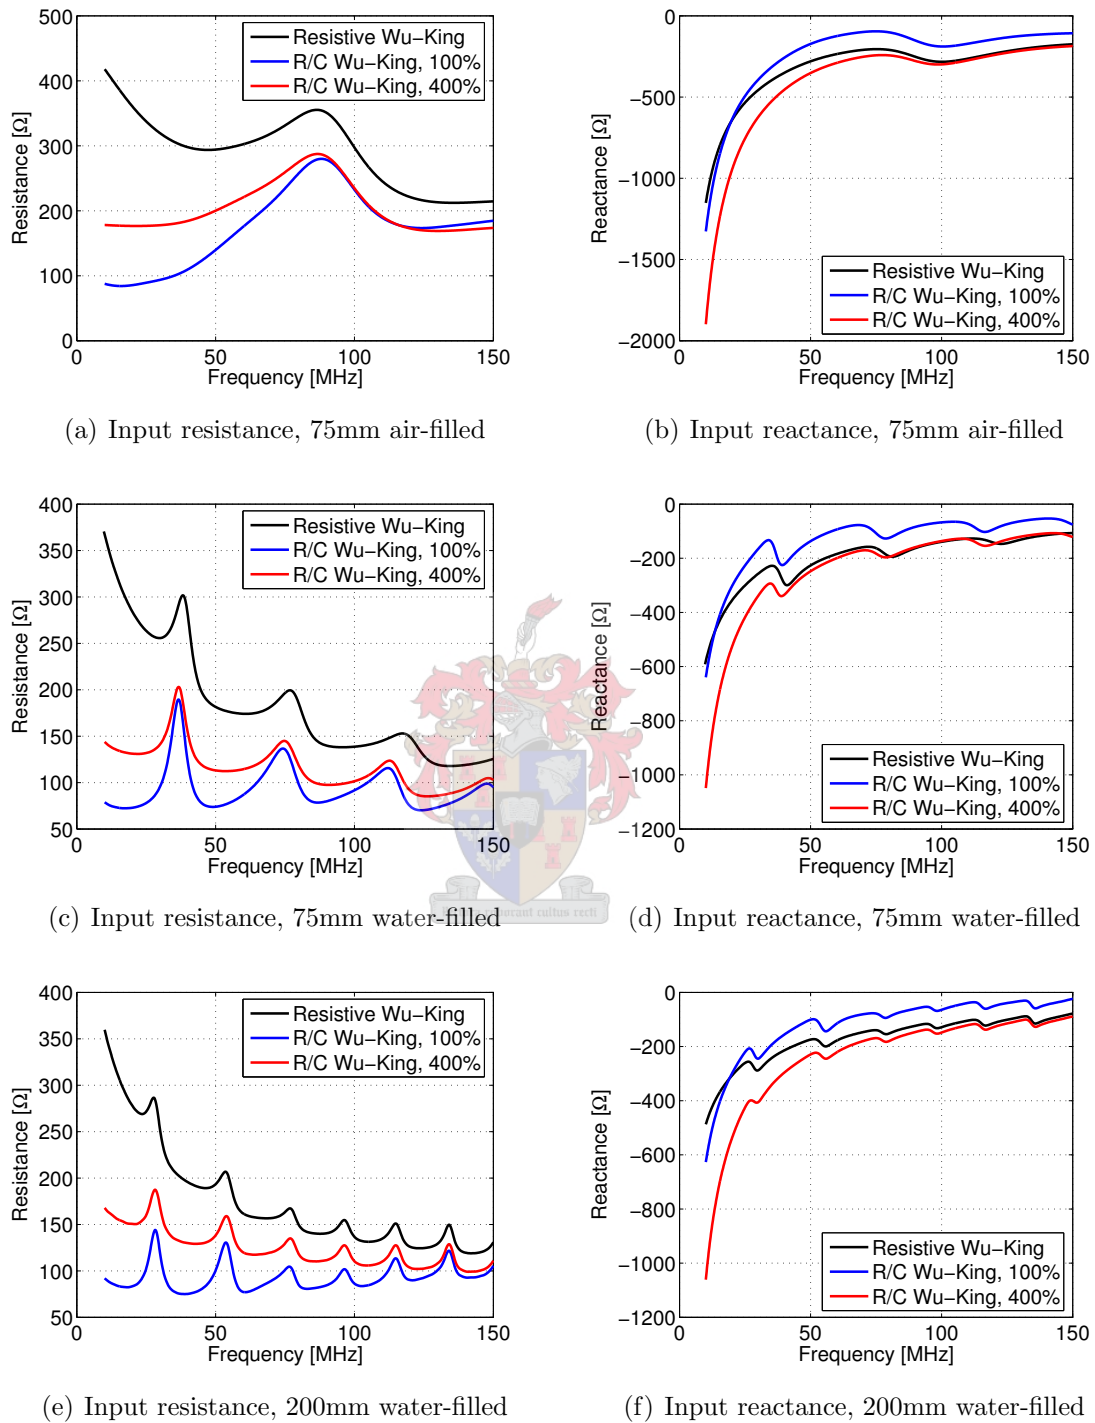 500
400
300
200
100
0
0
50
100
150
Resistance [Ω]
Frequency [MHz]
Resistive Wu−King
R/C Wu−King, 100%
R/C Wu−King, 400%
(a) Input resistance, 75mm air-filled
0
−500
−1000
−1500
−2000
0
50
100
150
Reactance [Ω]
Frequency [MHz]
Resistive Wu−King
R/C Wu−King, 100%
R/C Wu−King, 400%
(b) Input reactance, 75mm air-filled
400
350
300
250
200
150
100
50
0
50
100
150
Resistance [Ω]
Frequency [MHz]
Resistive Wu−King
R/C Wu−King, 100%
R/C Wu−King, 400%
(c) Input resistance, 75mm water-filled
0
−200
−400
−600
−800
−1000
−1200
0
50
100
150
Reactance [Ω]
Frequency [MHz]
Resistive Wu−King
R/C Wu−King, 100%
R/C Wu−King, 400%
(d) Input reactance, 75mm water-filled
cultus recti
400
350
300
250
200
150
100
50
0
50
100
150
Resistance [Ω]
Frequency [MHz]
Resistive Wu−King
R/C Wu−King, 100%
R/C Wu−King, 400%
(e) Input resistance, 200mm water-filled
0
−200
−400
−600
−800
−1000
−1200
0
50
100
150
Reactance [Ω]
Frequency [MHz]
Resistive Wu−King
R/C Wu−King, 100%
R/C Wu−King, 400%
(f) Input reactance, 200mm water-filled